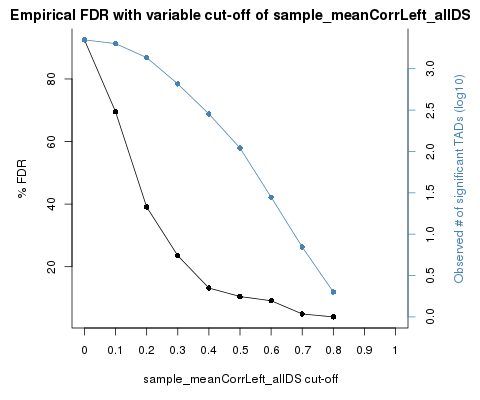 Empirical FDR with variable cut-off of sample_meanCorrLeft_allDS
% FDR
80
60
40
20
3.0
2.5
2.0
1.5
1.0
0.5
0.0
Observed # of significant TADs (log10)
0 0.1 0.2 0.3 0.4 0.5 0.6 0.7 0.8 0.9 1
sample_meanCorrLeft_allDS cut-off